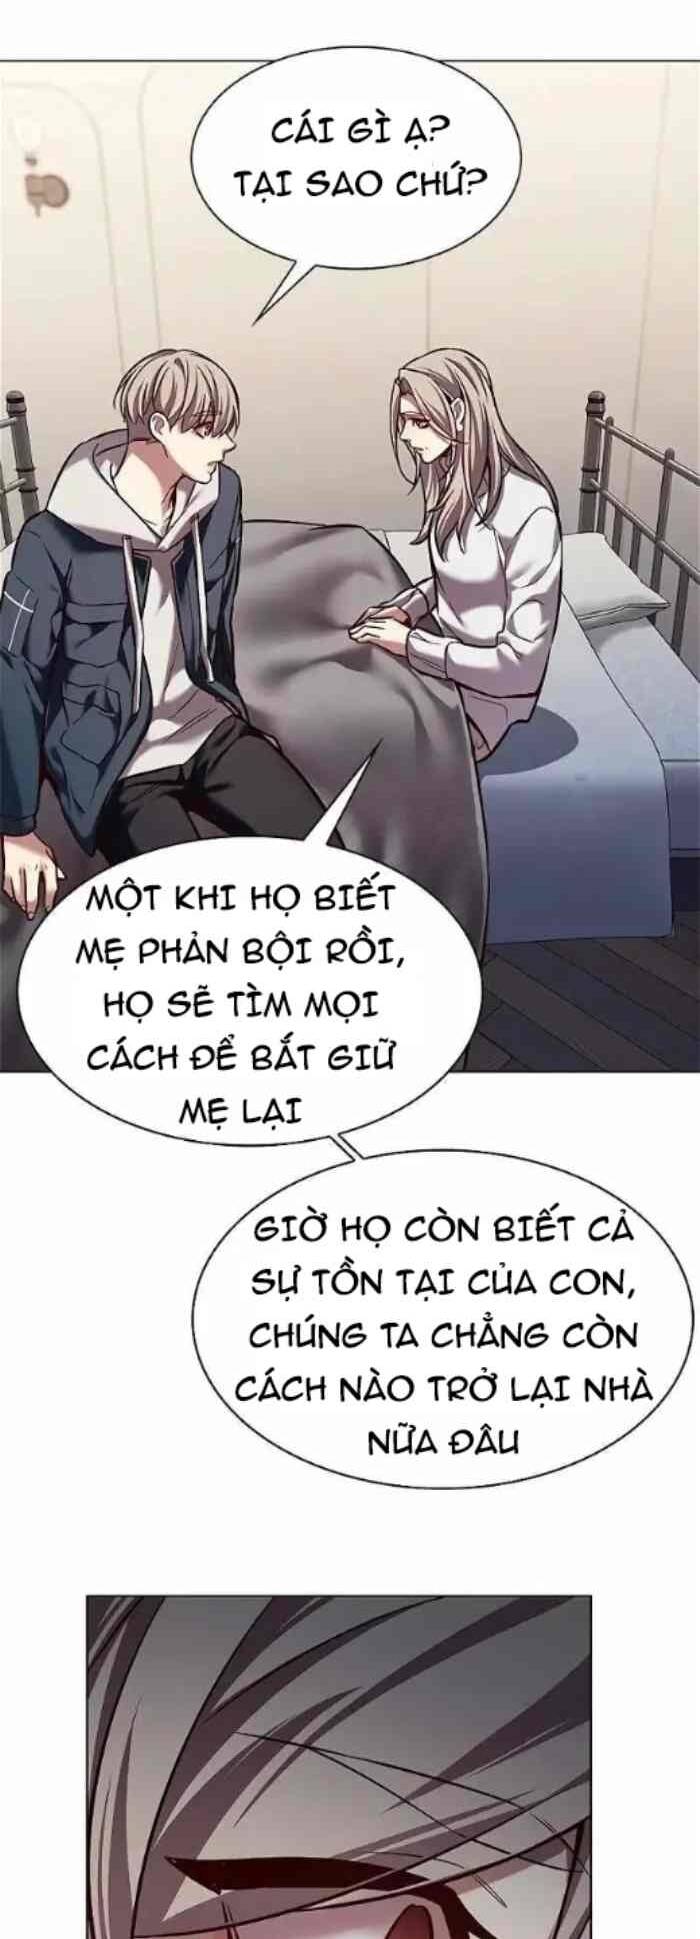 CÁI GÌ Ạ?
TẠI SAO CHỨ?
MỘT KHI HỌ BIẾT
MẸ PHẢN BỘI RỒI,
HỌ SẼ TÌM MỌI
CÁCH ĐỂ BẮT GIỮ
MẸ LẠI
GIỜ HỌ CÒN BIẾT CẢ
SỰ TỒN TẠI CỦA CON,
CHÚNG TA CHẲNG CÒN
CÁCH NÀO TRỞ LẠI NHÀ
NỮA ĐÂU